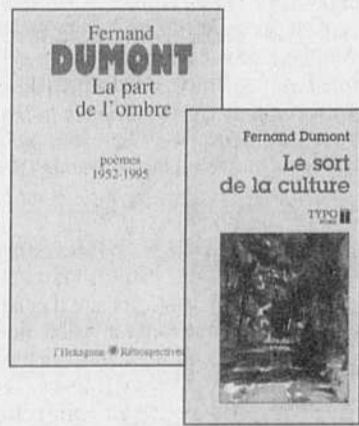 Fernand
DUMONT
La part
de l'ombre
poèmes
1952-1995
l'Hexagone Rétrospectives
Fernand Dumont
Le sort
de la culture
TYPO